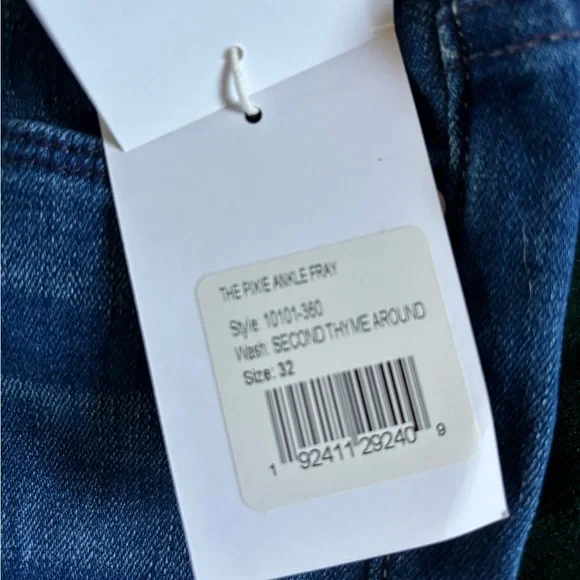 THE PIXIE ANKLE FRAY
Style: 10101-360
Wash: SECOND THYME AROUND
Size: 32
1 92411 29240 9